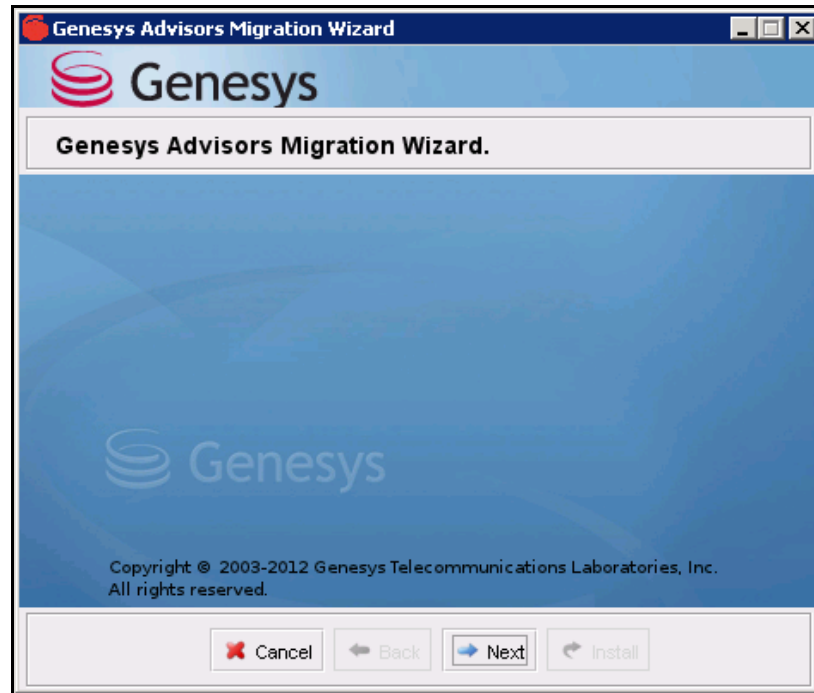 Genesys Advisors Migration Wizard
Genesys
Genesys Advisors Migration Wizard.
Genesys
Copyright © 2003-2012 Genesys Telecommunications Laboratories, Inc.
All rights reserved.
Cancel Back Next Install